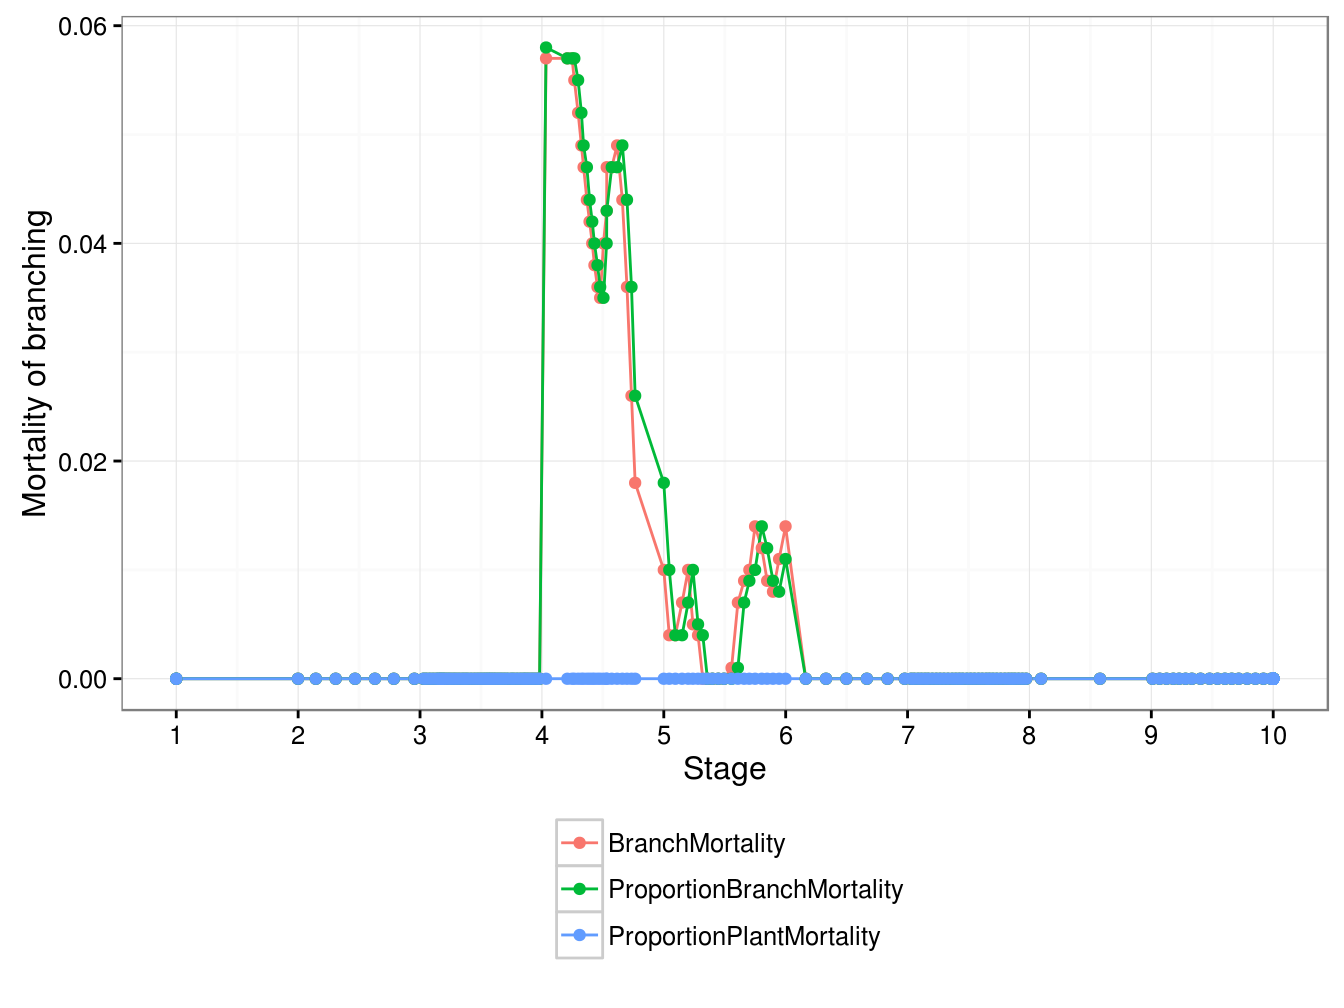 0.06
0.04
0.02
0.00
Mortality of branching
1 2 3 4 5 6 7 8 9 10
Stage
BranchMortality
ProportionBranchMortality
ProportionPlantMortality